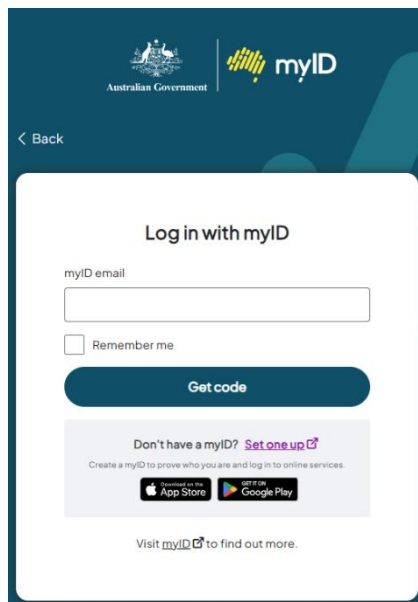 Australian Government
myID
Back
Log in with myID
myID email
Remember me
Get code
Don't have a myID? Set one up
Create a myID to prove who you are and log in to online services.
Download on the App Store
GET IT ON Google Play
Visit myID to find out more.